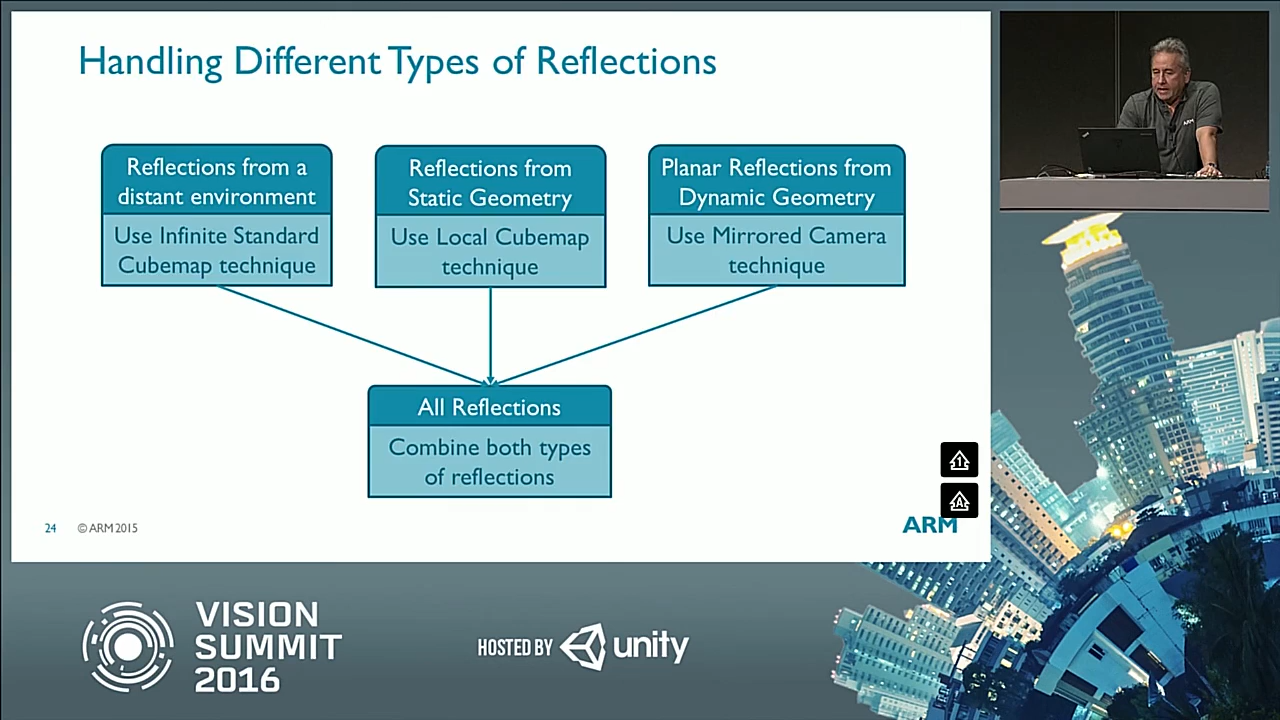 Handling Different Types of Reflections
Reflections from a
distant environment
Use Infinite Standard
Cubemap technique
Reflections from
Static Geometry
Use Local Cubemap
technique
Planar Reflections from
Dynamic Geometry
Use Mirrored Camera
technique
All Reflections
Combine both types
of reflections
1
A
24 © ARM 2015
ARM
ARM
VISION
SUMMIT
2016
HOSTED BY unity